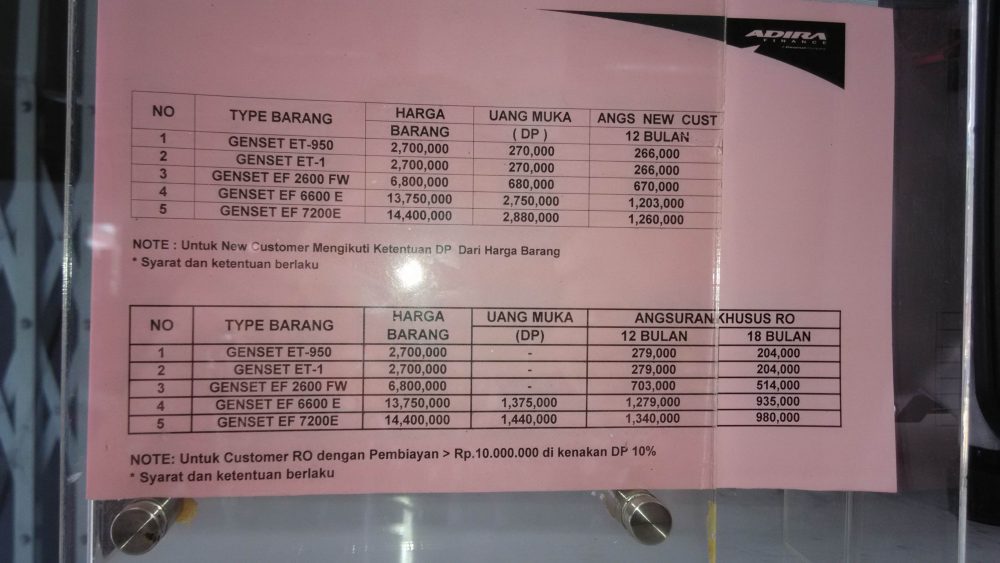 ADIRA
FINANCE
NO TYPE BARANG HARGA BARANG UANG MUKA ( DP ) ANGS NEW CUST 12 BULAN
1 GENSET ET-950 2,700,000 270,000 266,000
2 GENSET ET-1 2,700,000 270,000 266,000
3 GENSET EF 2600 FW 6,800,000 680,000 670,000
4 GENSET EF 6600 E 13,750,000 2,750,000 1,203,000
5 GENSET EF 7200E 14,400,000 2,880,000 1,260,000
NOTE : Untuk New Customer Mengikuti Ketentuan DP Dari Harga Barang
* Syarat dan ketentuan berlaku
NO TYPE BARANG HARGA BARANG UANG MUKA (DP) ANGSURAN KHUSUS RO
12 BULAN 18 BULAN
1 GENSET ET-950 2,700,000 - 279,000 204,000
2 GENSET ET-1 2,700,000 - 279,000 204,000
3 GENSET EF 2600 FW 6,800,000 - 703,000 514,000
4 GENSET EF 6600 E 13,750,000 1,375,000 1,279,000 935,000
5 GENSET EF 7200E 14,400,000 1,440,000 1,340,000 980,000
NOTE: Untuk Customer RO dengan Pembiayan > Rp.10.000.000 di kenakan DP 10%
* Syarat dan ketentuan berlaku